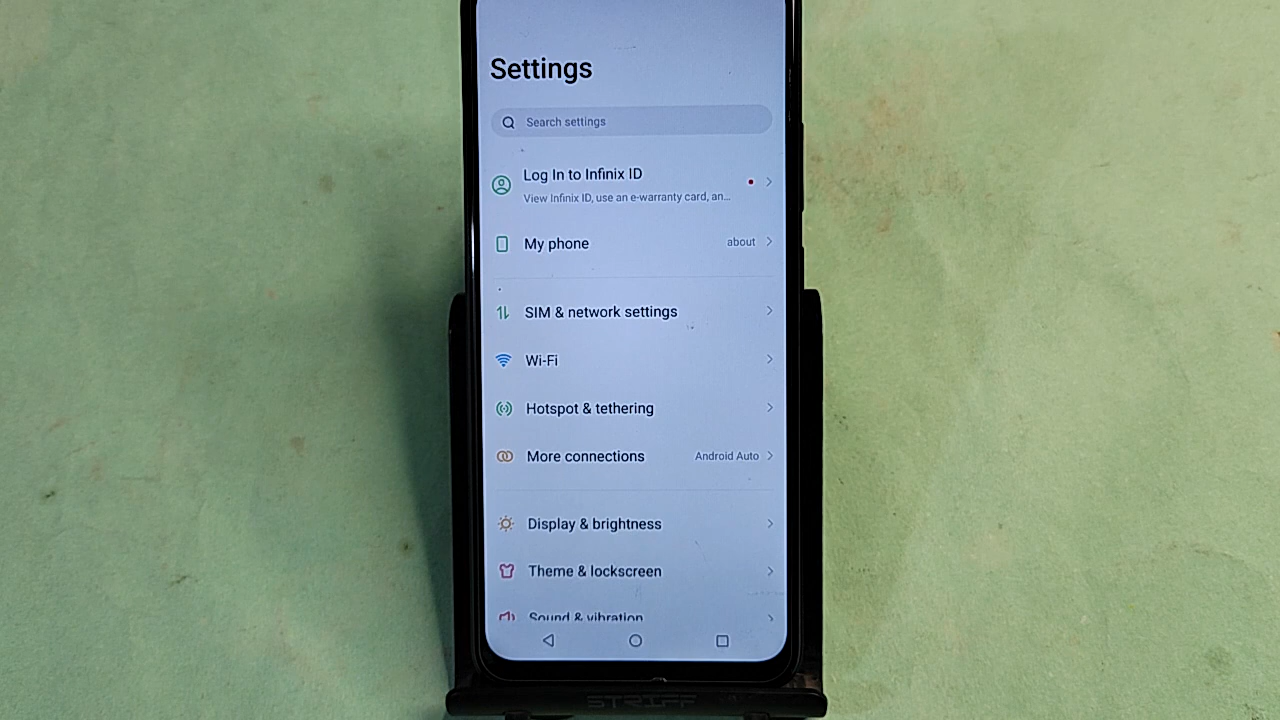 Settings
Search settings
Log In to Infinix ID
View Infinix ID, use an e-warranty card, an...
My phone
about
SIM & network settings
Wi-Fi
Hotspot & tethering
More connections
Android Auto
Display & brightness
Theme & lockscreen
Sound & vibration
STRIFF